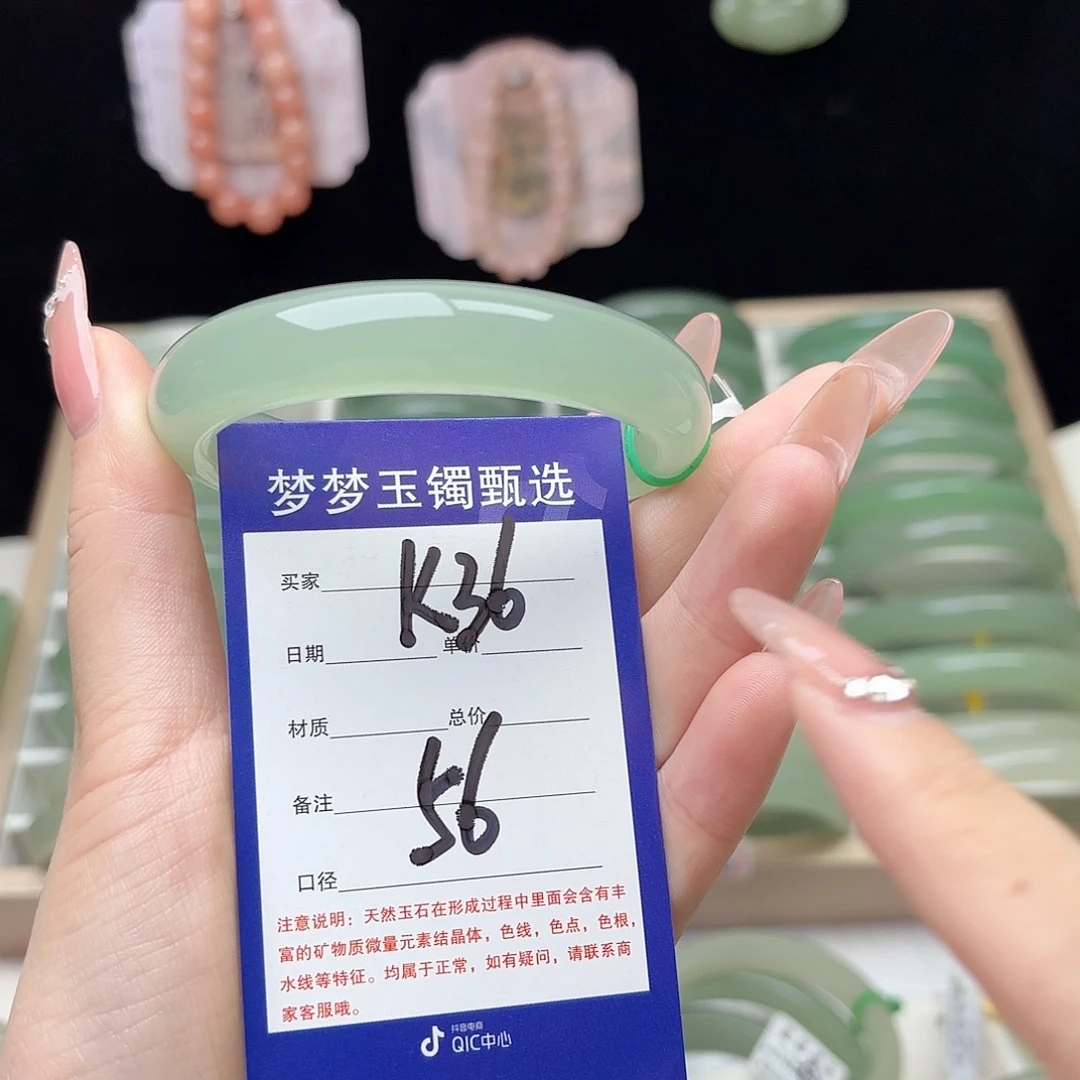 梦梦玉镯甄选
买家 K36
日期 单价
材质 总价
备注 56
口径
注意说明：天然玉石在形成过程中里面会含有丰
富的矿物质微量元素结晶体，色线，色点，色根，
水线等特征。均属于正常，如有疑问，请联系商
家客服哦。
抖音电商
QIC中心